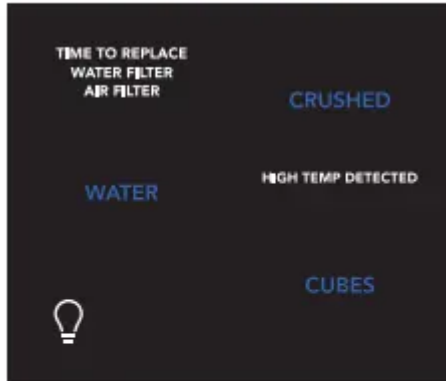 TIME TO REPLACE
WATER FILTER
AIR FILTER
CRUSHED
HIGH TEMP DETECTED
WATER
CUBES